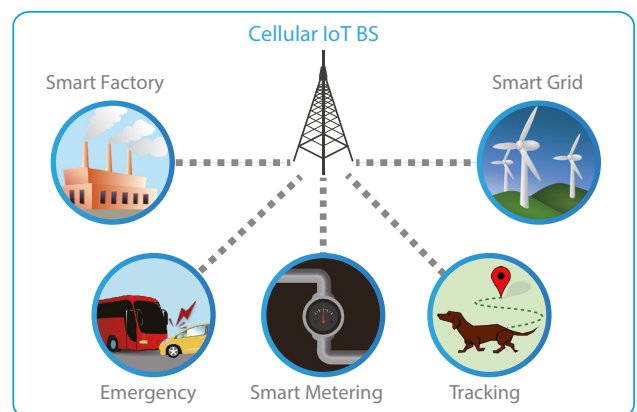 Cellular IoT BS
Smart Factory
Smart Grid
Emergency
Smart Metering
Tracking